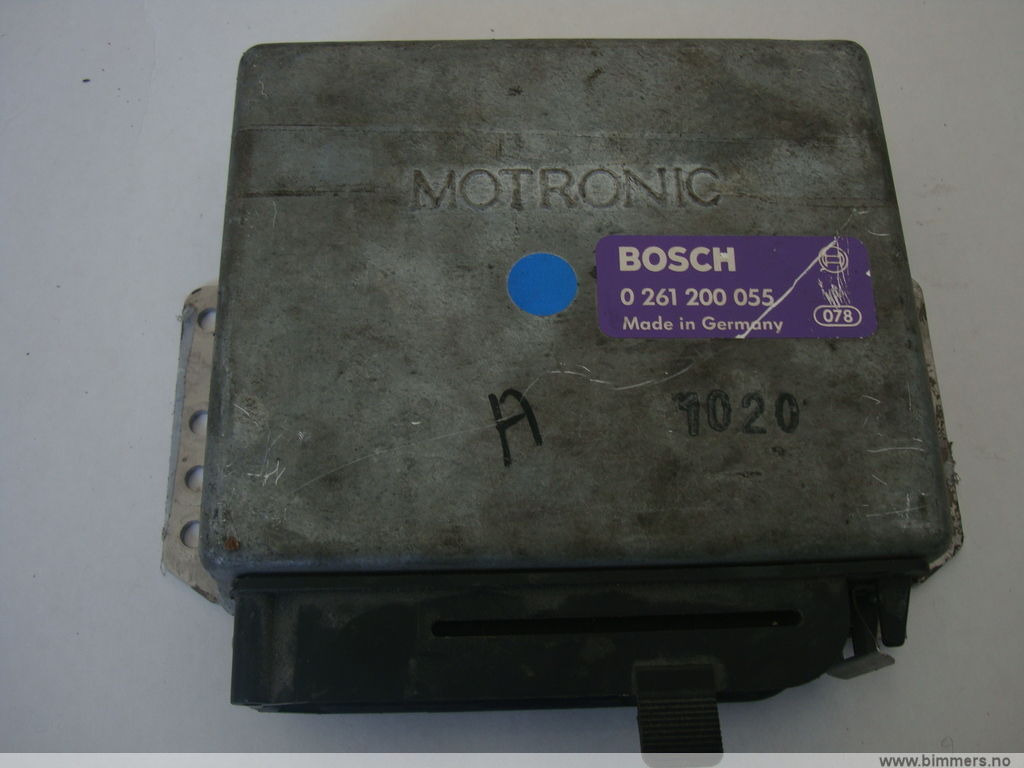 MOTRONIC
BOSCH
0 261 200 055
Made in Germany
078
A
1020
www.bimmers.no